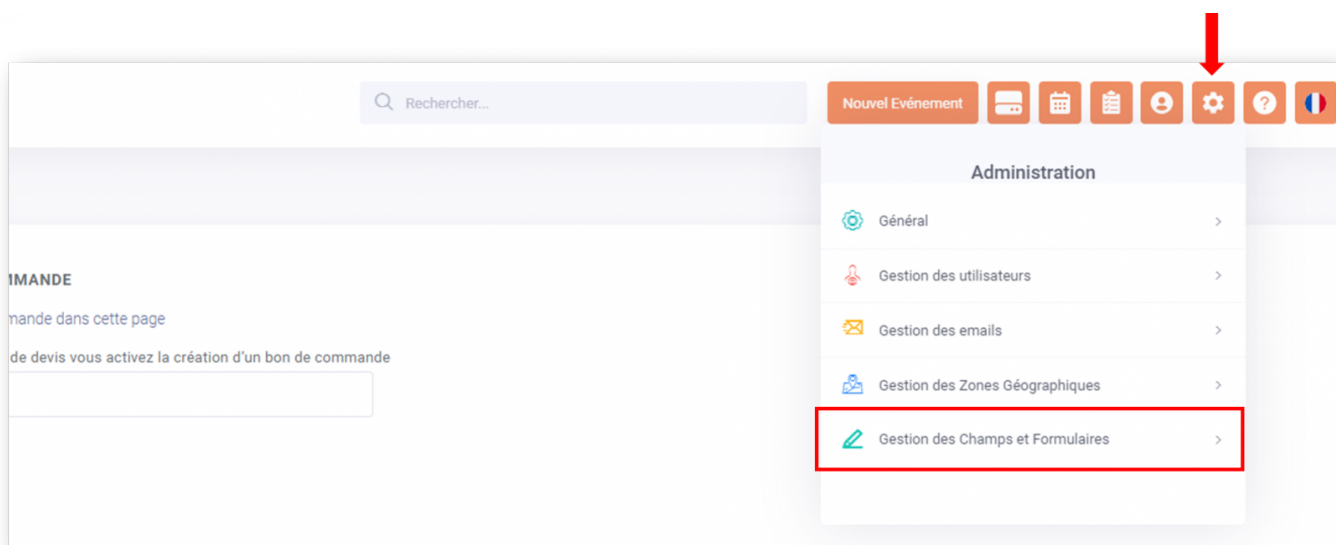 Rechercher...
Nouvel Evénement
Administration
Général
Gestion des utilisateurs
Gestion des emails
Gestion des Zones Géographiques
Gestion des Champs et Formulaires
MMANDE
mande dans cette page
de devis vous activez la création d'un bon de commande